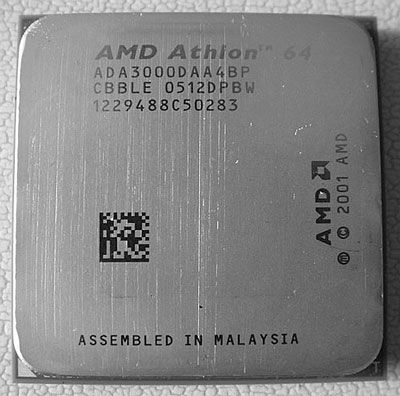 AMD Athlon™ 64
ADA3000DAA4BP
CBBLE 0512DPBW
1229488C50283
AMD
Ⓜ © 2001 AMD
ASSEMBLED IN MALAYSIA